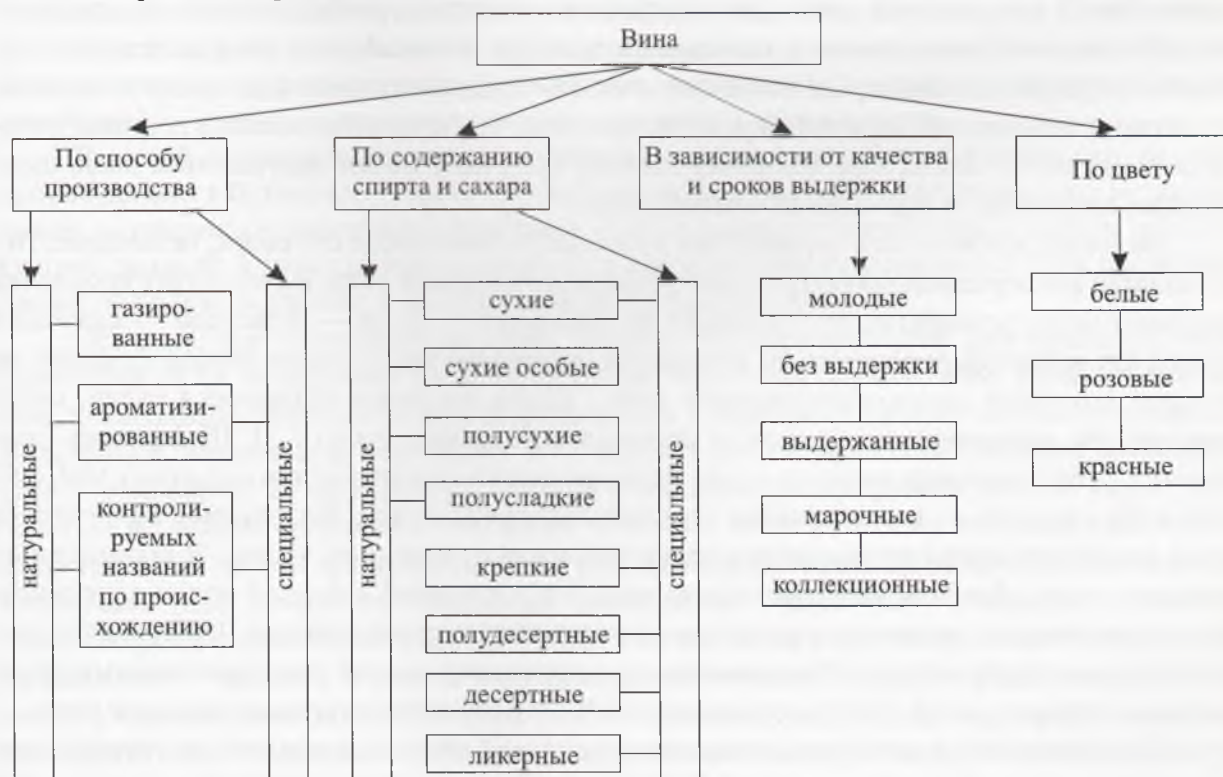 Вина
По способу
производства
По содержанию
спирта и сахара
В зависимости от качества
и сроков выдержки
По цвету
натуральные
газиро-
ванные
ароматизи-
рованные
контроли-
руемых
названий
по проис-
хождению
специальные
натуральные
сухие
сухие особые
полусухие
полусладкие
крепкие
полудесертные
десертные
ликерные
специальные
молодые
без выдержки
выдержанные
марочные
коллекционные
белые
розовые
красные